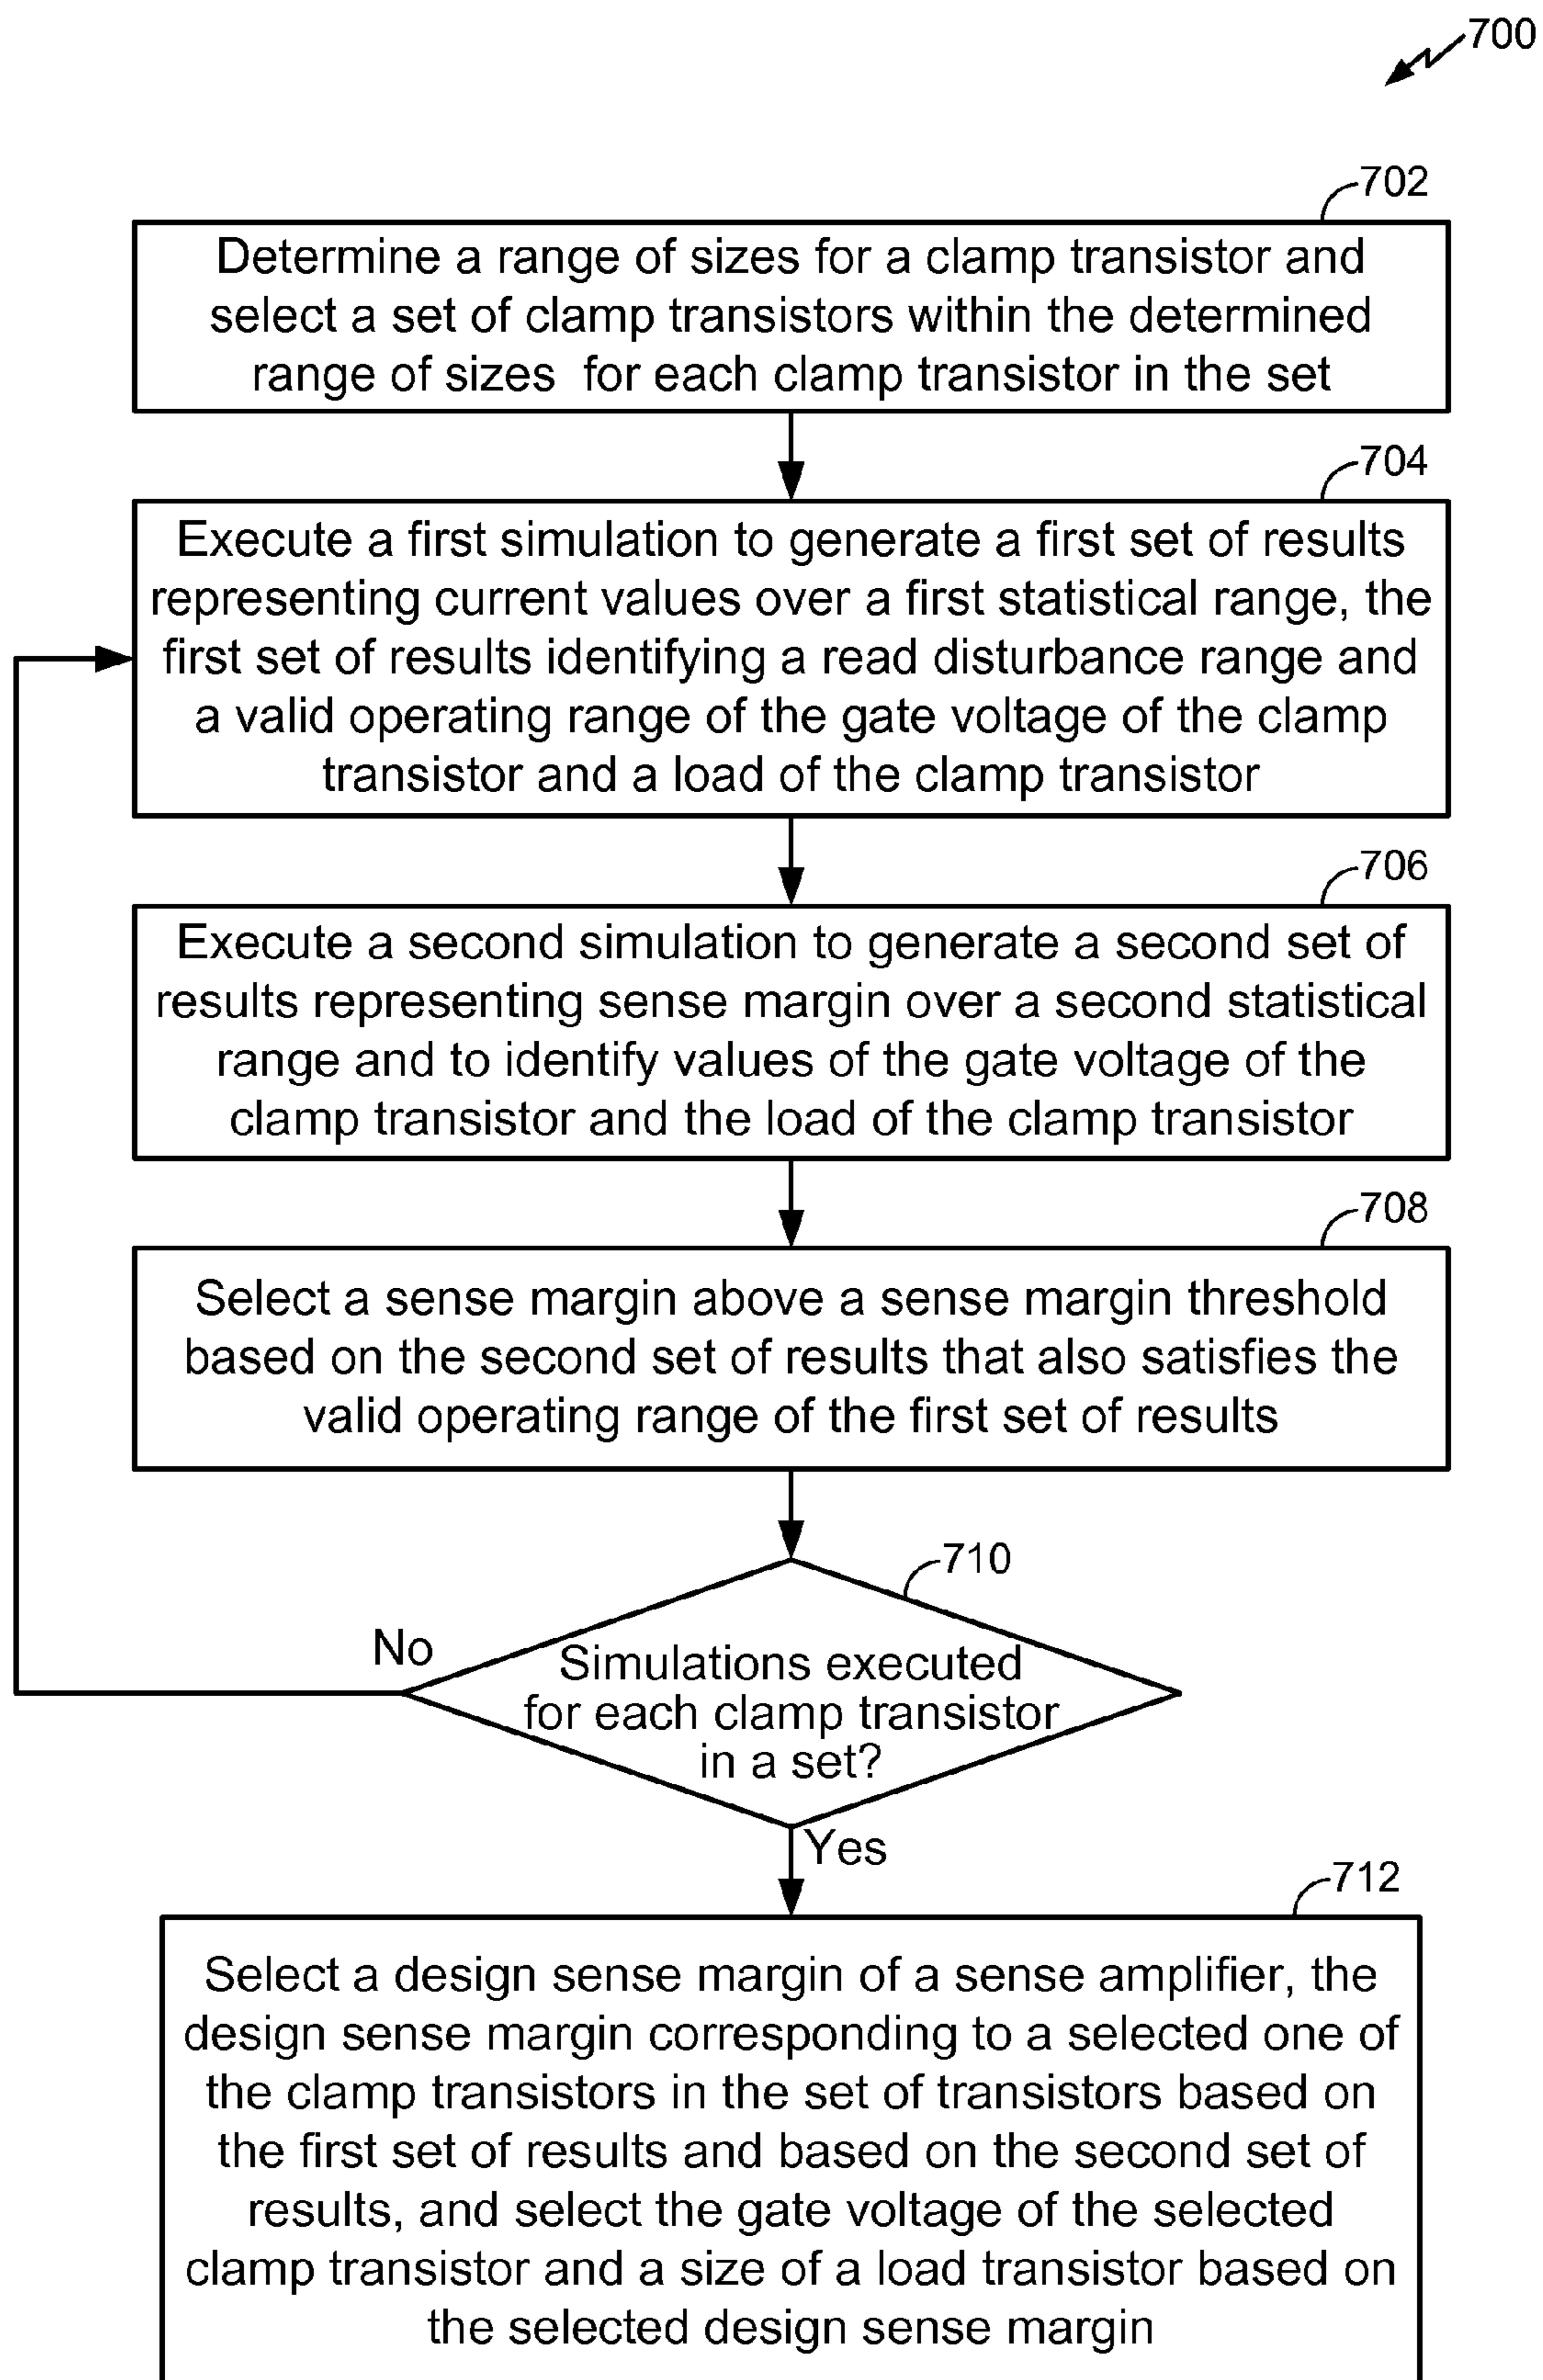 700
702
Determine a range of sizes for a clamp transistor and
select a set of clamp transistors within the determined
range of sizes for each clamp transistor in the set
704
Execute a first simulation to generate a first set of results
representing current values over a first statistical range, the
first set of results identifying a read disturbance range and
a valid operating range of the gate voltage of the clamp
transistor and a load of the clamp transistor
706
Execute a second simulation to generate a second set of
results representing sense margin over a second statistical
range and to identify values of the gate voltage of the
clamp transistor and the load of the clamp transistor
708
Select a sense margin above a sense margin threshold
based on the second set of results that also satisfies the
valid operating range of the first set of results
710
No
Simulations executed
for each clamp transistor
in a set?
Yes
712
Select a design sense margin of a sense amplifier, the
design sense margin corresponding to a selected one of
the clamp transistors in the set of transistors based on
the first set of results and based on the second set of
results, and select the gate voltage of the selected
clamp transistor and a size of a load transistor based on
the selected design sense margin